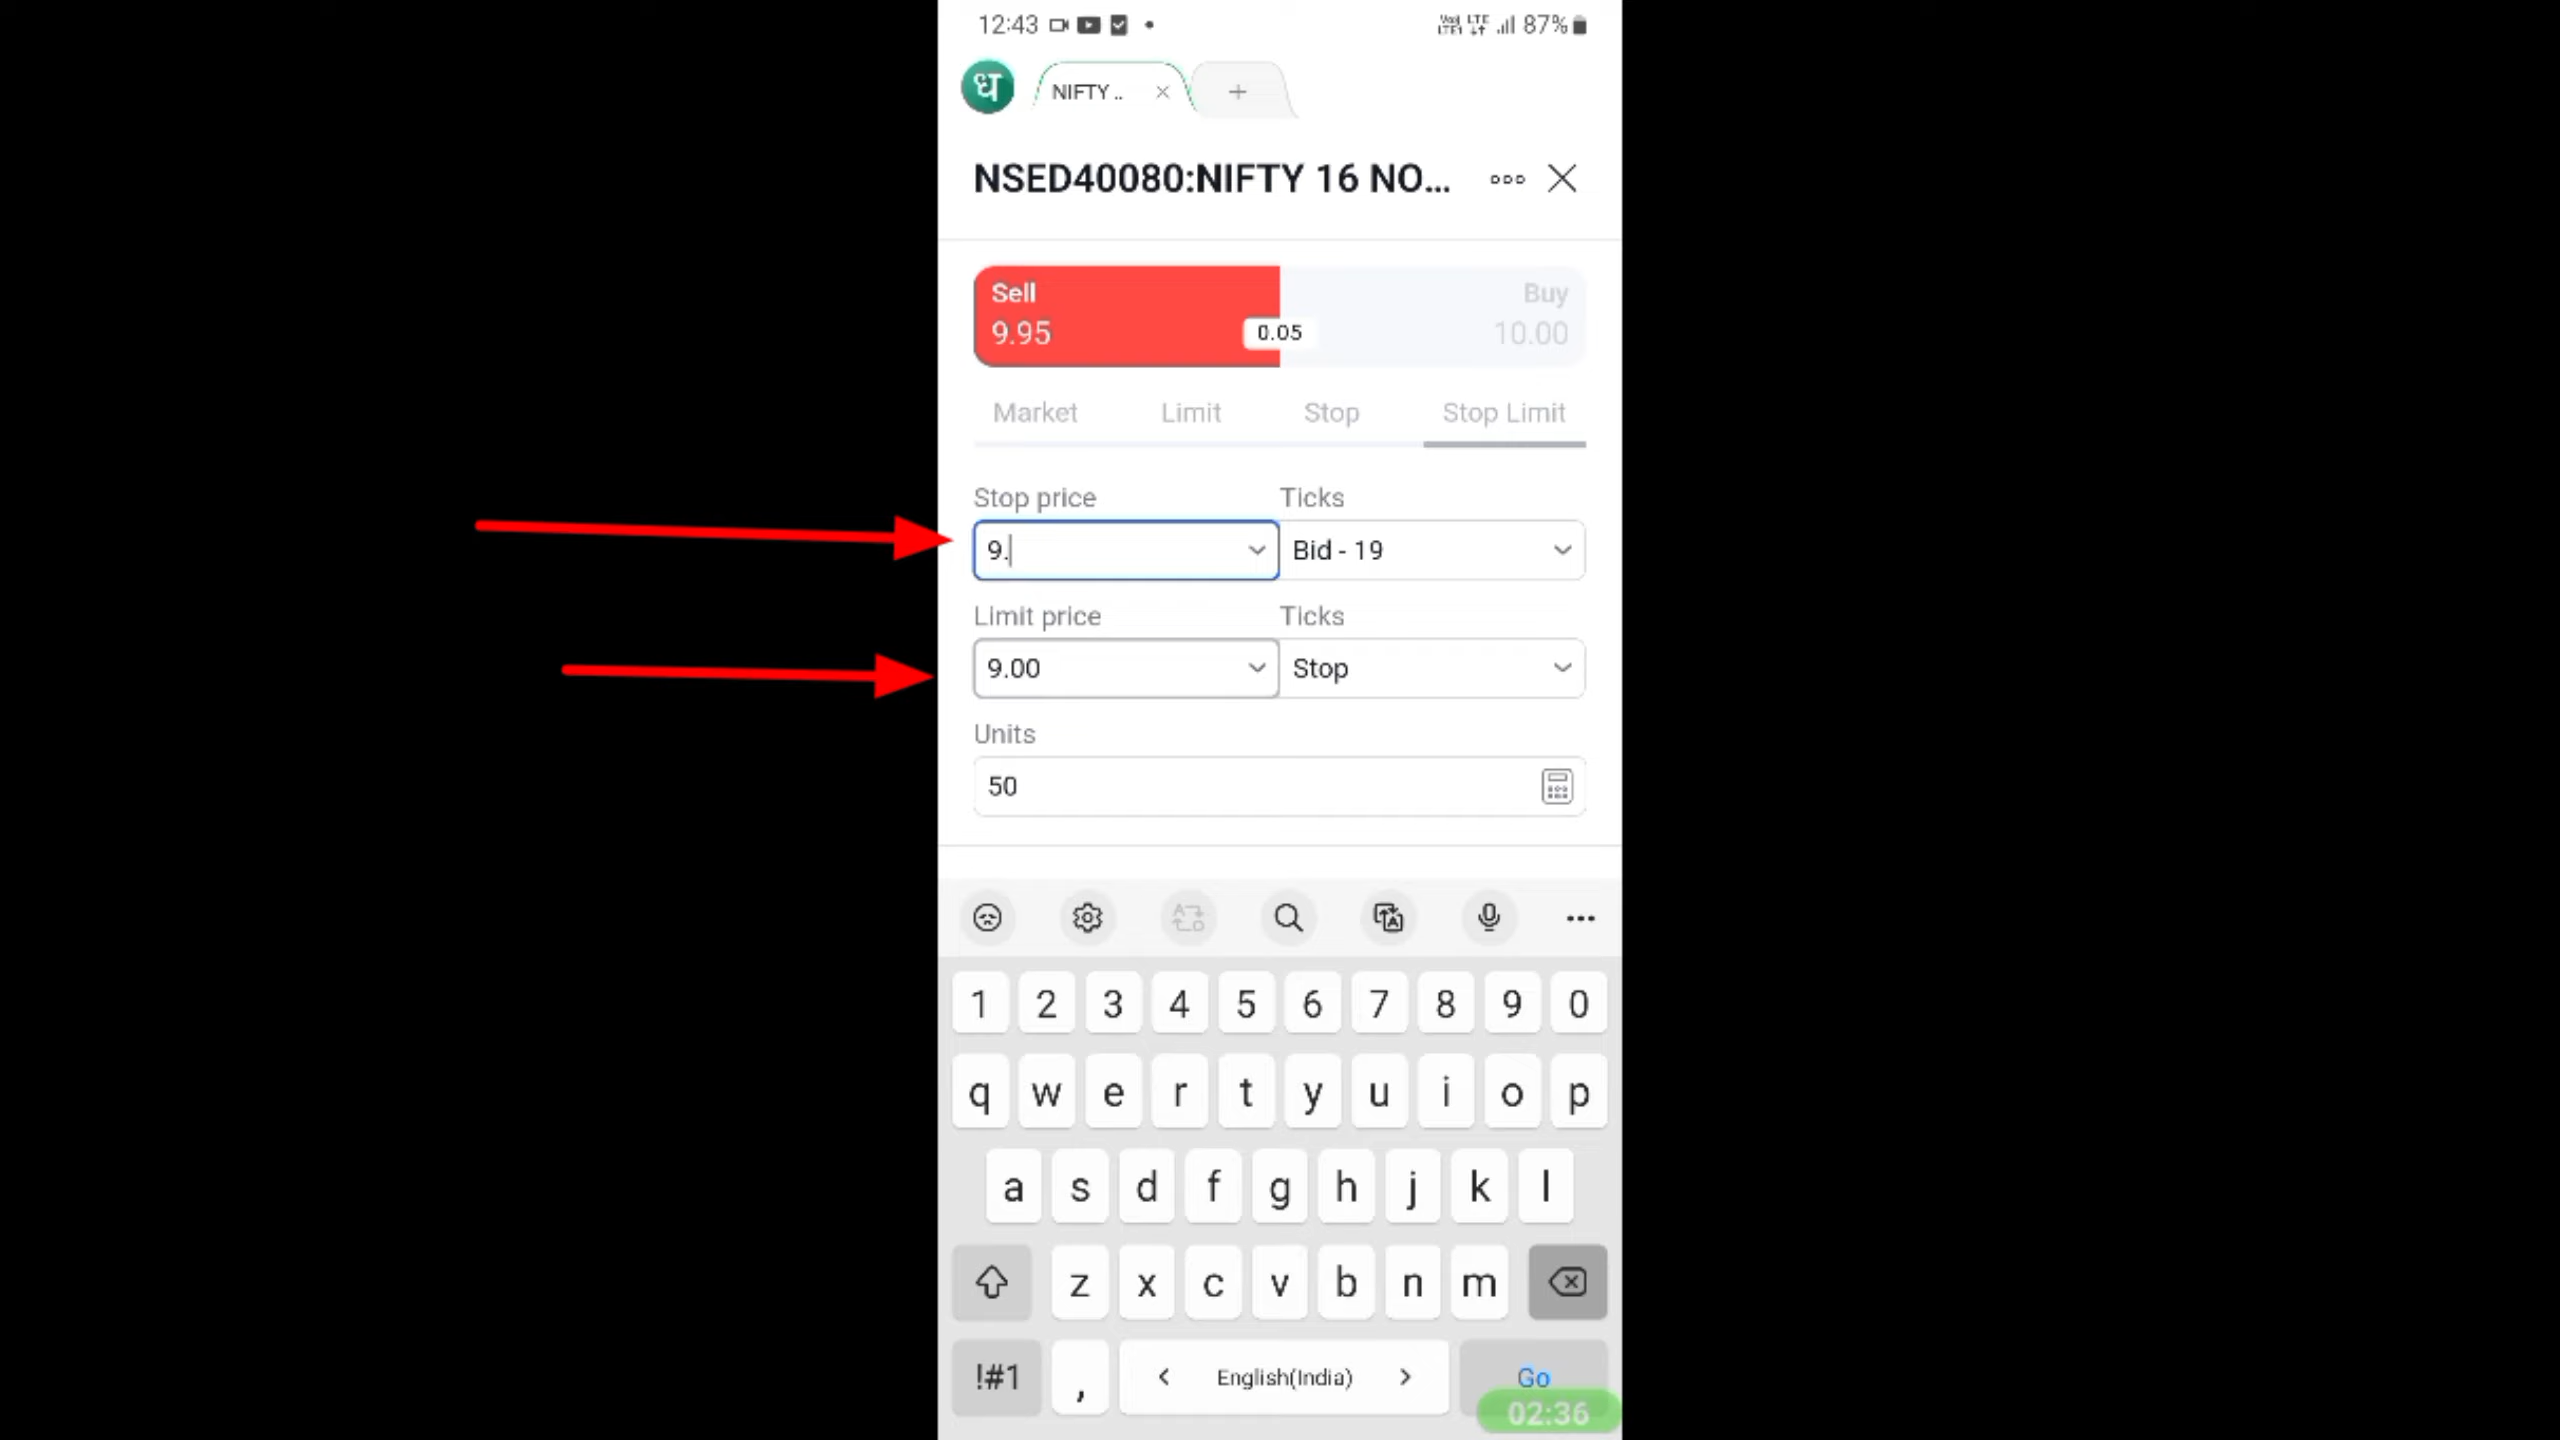 12:43 87%
ध NIFTY .. × +
NSED40080:NIFTY 16 NO...
Sell Buy
9.95 0.05 10.00
Market Limit Stop Stop Limit
Stop price Ticks
9. Bid - 19
Limit price Ticks
9.00 Stop
Units
50
1 2 3 4 5 6 7 8 9 0
q w e r t y u i o p
a s d f g h j k l
z x c v b n m
!#1 , < English(India) > Go
02:36